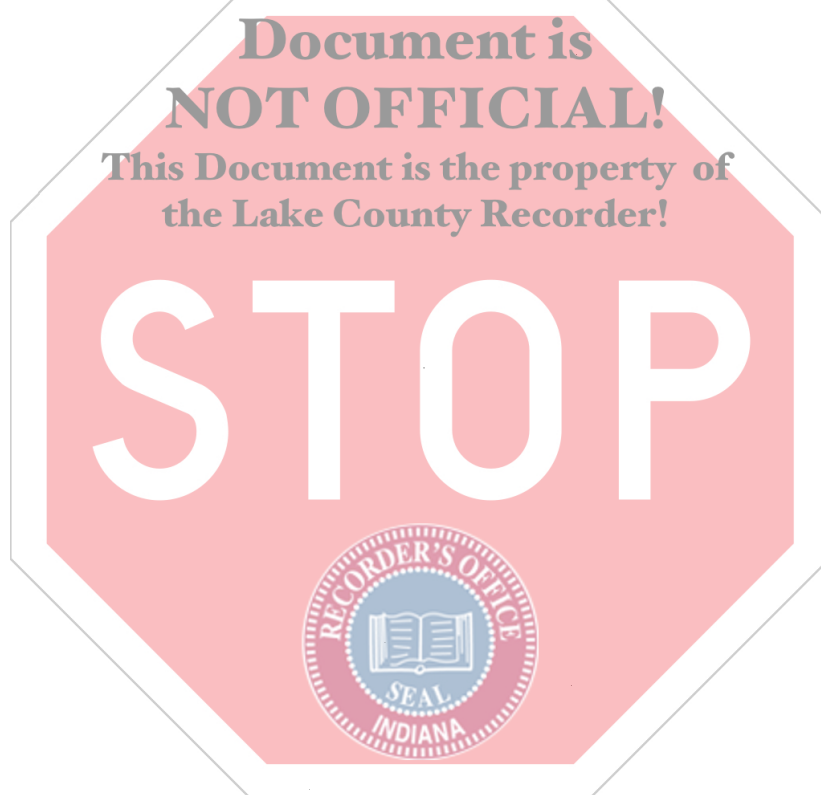 Document is
NOT OFFICIAL!
This Document is the property of
the Lake County Recorder!
STOP
RECORDER'S OFFICE
SEAL
INDIANA